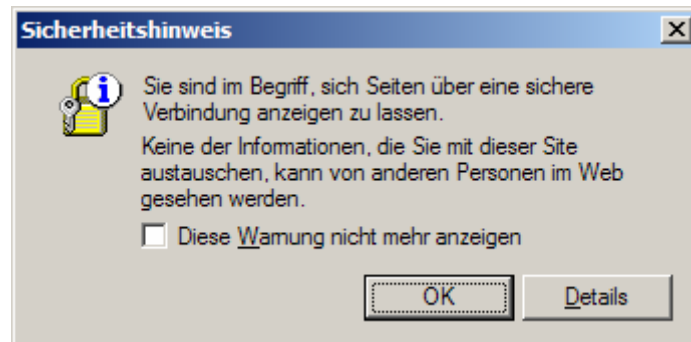 Sicherheitshinweis
Sie sind im Begriff, sich Seiten über eine sichere
Verbindung anzeigen zu lassen.
Keine der Informationen, die Sie mit dieser Site
austauschen, kann von anderen Personen im Web
gesehen werden.
Diese Warnung nicht mehr anzeigen
OK
Details